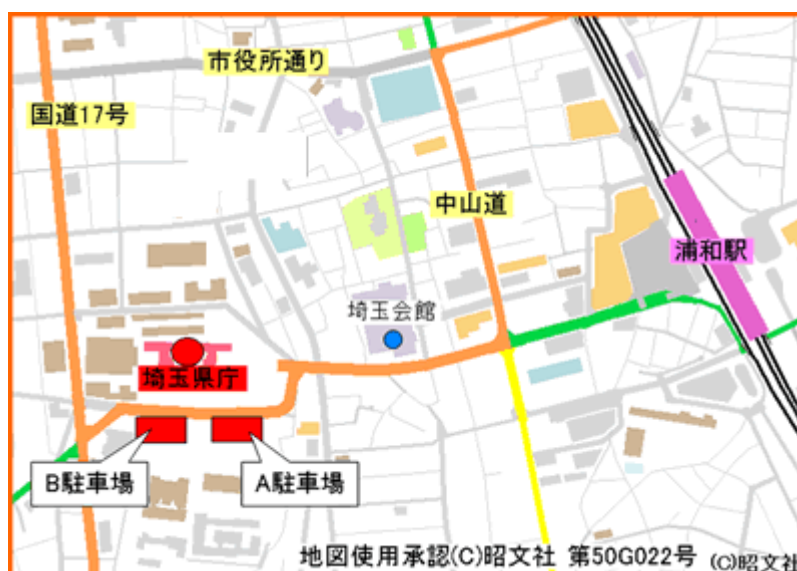 市役所通り
国道17号
中山道
浦和駅
埼玉会館
埼玉県庁
B駐車場
A駐車場
地図使用承認(C)昭文社 第50G022号
(C)昭文社